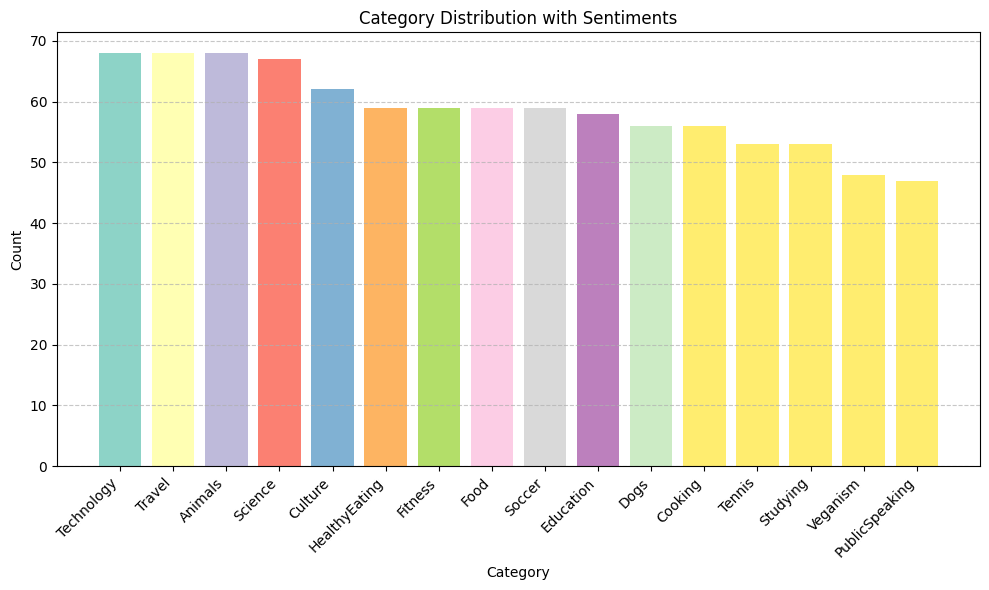 Category Distribution with Sentiments
Count
70
60
50
40
30
20
10
0
Technology
Travel
Animals
Science
Culture
HealthyEating
Fitness
Food
Soccer
Education
Dogs
Cooking
Tennis
Studying
Veganism
PublicSpeaking
Category